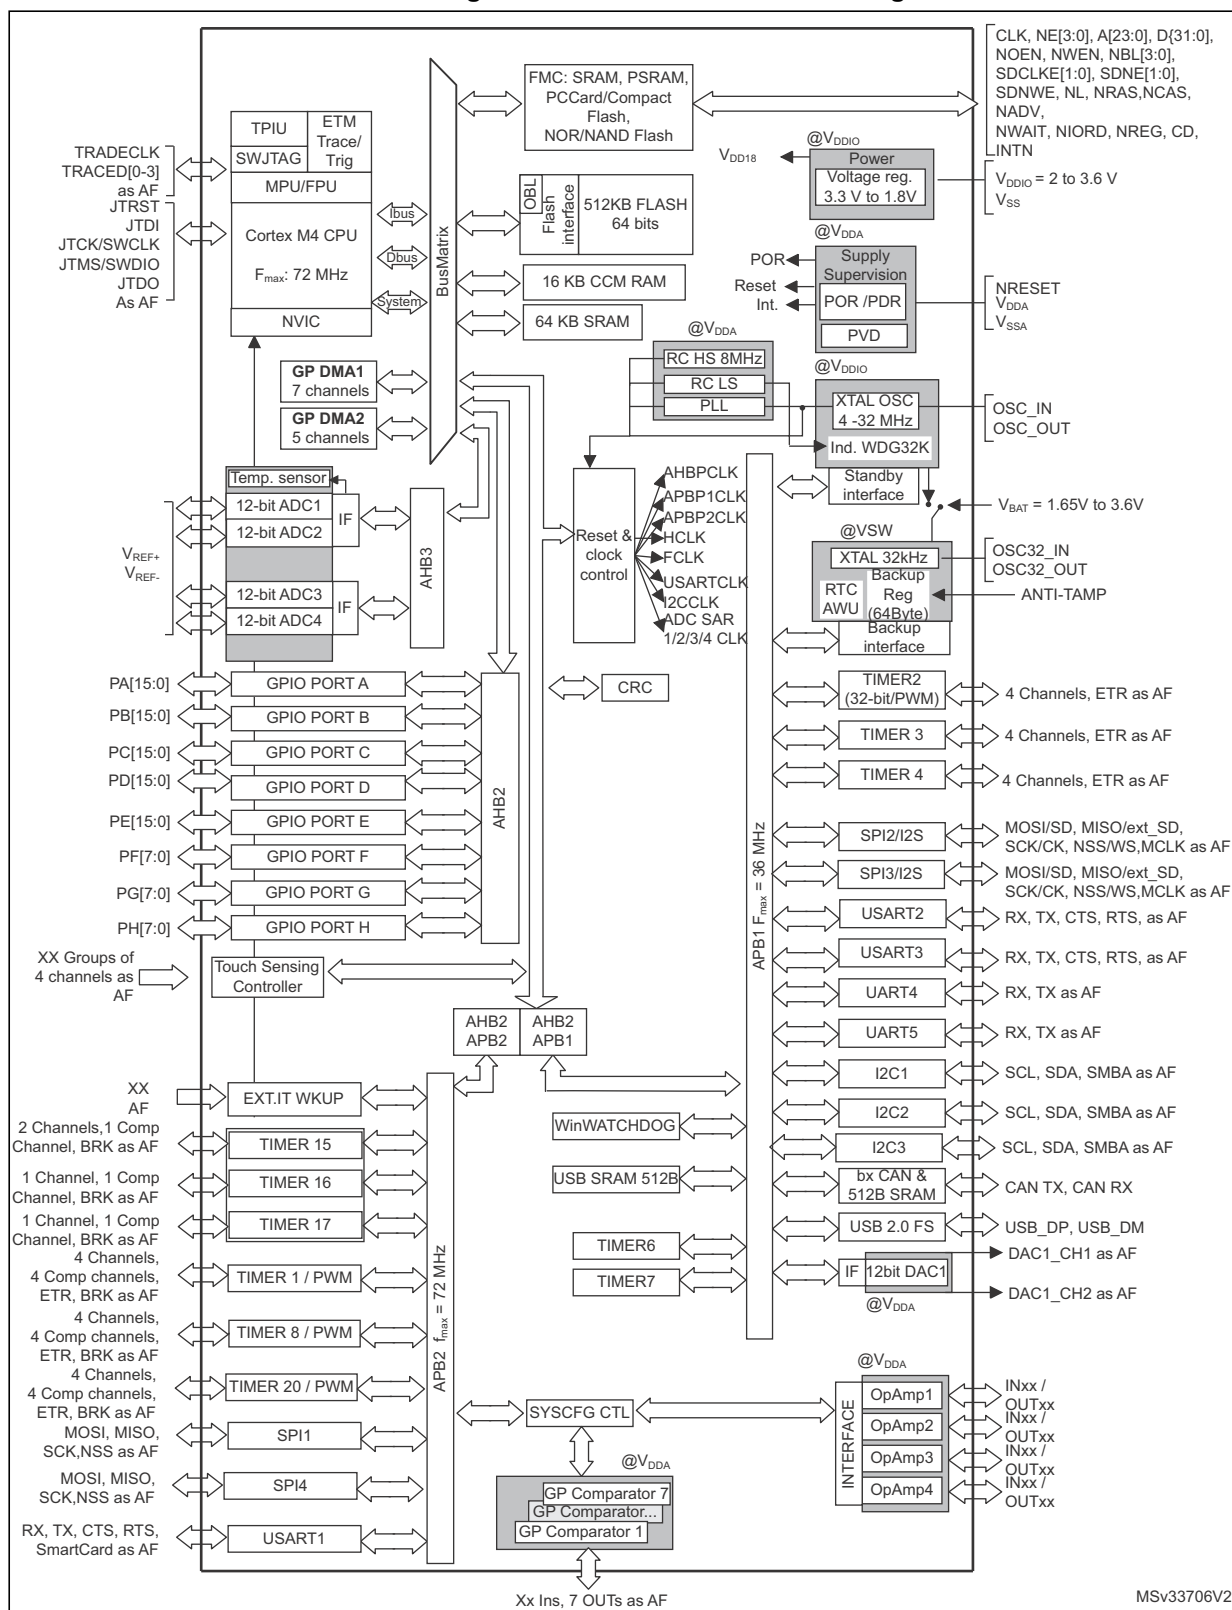 CLK, NE[3:0], A[23:0], D{31:0},
NOEN, NWEN, NBL[3:0],
SDCLKE[1:0], SDNE[1:0],
SDNWE, NL, NRAS,NCAS,
NADV,
NWAIT, NIORD, NREG, CD,
INTN
FMC: SRAM, PSRAM,
PCCard/Compact
Flash,
NOR/NAND Flash
TPIU
ETM
Trace/
Trig
SWJTAG
MPU/FPU
Cortex M4 CPU
Fmax: 72 MHz
NVIC
TRADECLK
TRACED[0-3]
as AF
JTRST
JTDI
JTCK/SWCLK
JTMS/SWDIO
JTDO
As AF
Ibus
Dbus
System
BusMatrix
OBL
Flash
interface
512KB FLASH
64 bits
16 KB CCM RAM
64 KB SRAM
@VDDIO
VDD18
Power
Voltage reg.
3.3 V to 1.8V
VDDIO = 2 to 3.6 V
VSS
@VDDA
POR
Reset
Int.
Supply
Supervision
POR /PDR
PVD
NRESET
VDDA
VSSA
@VDDA
RC HS 8MHz
RC LS
PLL
@VDDIO
XTAL OSC
4 -32 MHz
Ind. WDG32K
OSC_IN
OSC_OUT
Standby
interface
VBAT = 1.65V to 3.6V
@VSW
XTAL 32kHz
RTC
AWU
Backup
Reg
(64Byte)
Backup
interface
OSC32_IN
OSC32_OUT
ANTI-TAMP
GP DMA1
7 channels
GP DMA2
5 channels
Temp. sensor
12-bit ADC1
12-bit ADC2
IF
12-bit ADC3
12-bit ADC4
IF
VREF+
VREF-
AHB3
Reset &
clock
control
AHBPCLK
APBP1CLK
APBP2CLK
HCLK
FCLK
USARTCLK
I2CCLK
ADC SAR
1/2/3/4 CLK
CRC
PA[15:0]
GPIO PORT A
PB[15:0]
GPIO PORT B
PC[15:0]
GPIO PORT C
PD[15:0]
GPIO PORT D
PE[15:0]
GPIO PORT E
PF[7:0]
GPIO PORT F
PG[7:0]
GPIO PORT G
PH[7:0]
GPIO PORT H
AHB2
XX Groups of
4 channels as
AF
Touch Sensing
Controller
AHB2
APB2
AHB2
APB1
APB1 Fmax = 36 MHz
TIMER2
(32-bit/PWM)
4 Channels, ETR as AF
TIMER 3
4 Channels, ETR as AF
TIMER 4
4 Channels, ETR as AF
SPI2/I2S
MOSI/SD, MISO/ext_SD,
SCK/CK, NSS/WS,MCLK as AF
SPI3/I2S
MOSI/SD, MISO/ext_SD,
SCK/CK, NSS/WS,MCLK as AF
USART2
RX, TX, CTS, RTS, as AF
USART3
RX, TX, CTS, RTS, as AF
UART4
RX, TX as AF
UART5
RX, TX as AF
I2C1
SCL, SDA, SMBA as AF
I2C2
SCL, SDA, SMBA as AF
I2C3
SCL, SDA, SMBA as AF
bx CAN &
512B SRAM
CAN TX, CAN RX
USB 2.0 FS
USB_DP, USB_DM
IF
12bit DAC1
@VDDA
DAC1_CH1 as AF
DAC1_CH2 as AF
WinWATCHDOG
USB SRAM 512B
TIMER6
TIMER7
XX
AF
EXT.IT WKUP
2 Channels,1 Comp
Channel, BRK as AF
TIMER 15
1 Channel, 1 Comp
Channel, BRK as AF
TIMER 16
1 Channel, 1 Comp
Channel, BRK as AF
TIMER 17
4 Channels,
4 Comp channels,
ETR, BRK as AF
TIMER 1 / PWM
4 Channels,
4 Comp channels,
ETR, BRK as AF
TIMER 8 / PWM
4 Channels,
4 Comp channels,
ETR, BRK as AF
TIMER 20 / PWM
MOSI, MISO,
SCK,NSS as AF
SPI1
MOSI, MISO,
SCK,NSS as AF
SPI4
RX, TX, CTS, RTS,
SmartCard as AF
USART1
APB2 fmax = 72 MHz
SYSCFG CTL
@VDDA
GP Comparator 7
GP Comparator...
GP Comparator 1
Xx Ins, 7 OUTs as AF
@VDDA
INTERFACE
OpAmp1
OpAmp2
OpAmp3
OpAmp4
INxx /
OUTxx
INxx /
OUTxx
INxx /
OUTxx
INxx /
OUTxx
MSv33706V2